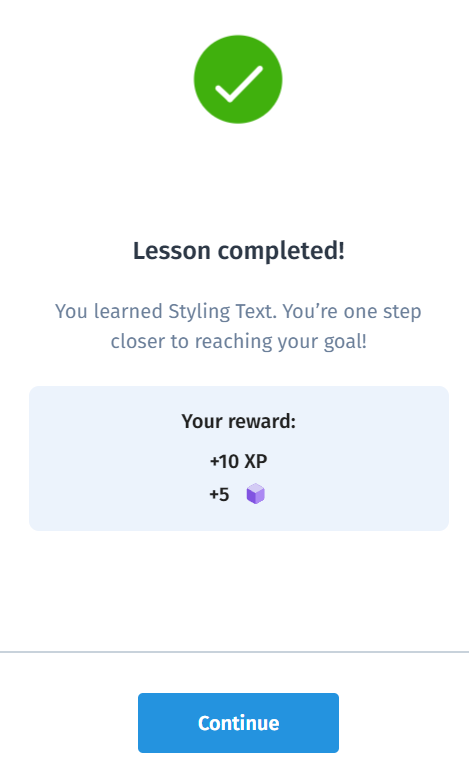 Lesson completed!
You learned Styling Text. You’re one step
closer to reaching your goal!
Your reward:
+10 XP
+5
Continue